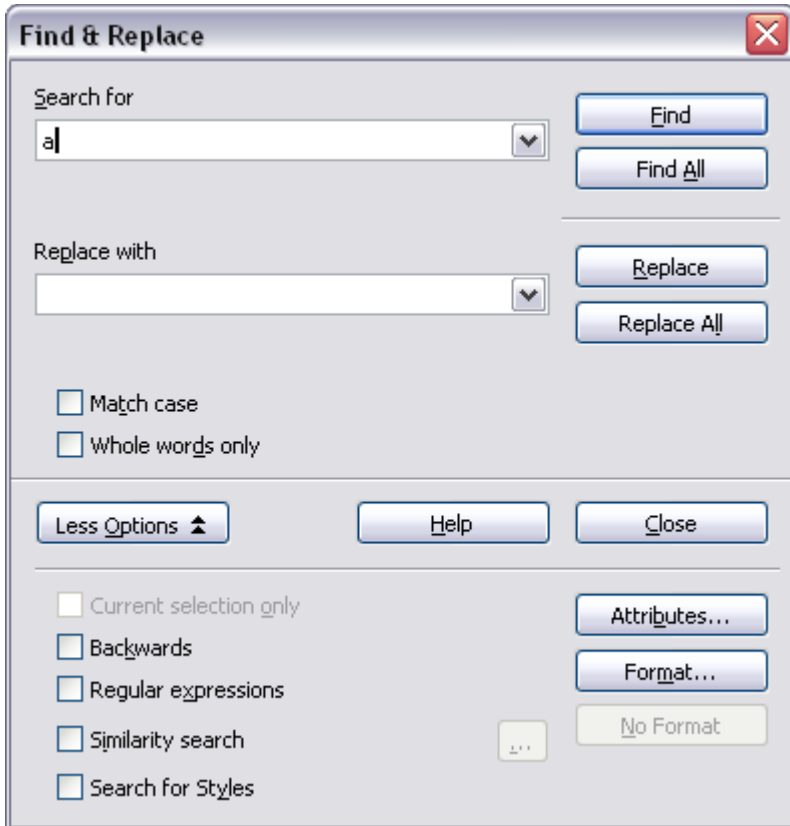 Find & Replace
Search for
a
Find
Find All
Replace with
Replace
Replace All
Match case
Whole words only
Less Options
Help
Close
Current selection only
Attributes...
Backwards
Format...
Regular expressions
No Format
Similarity search
...
Search for Styles